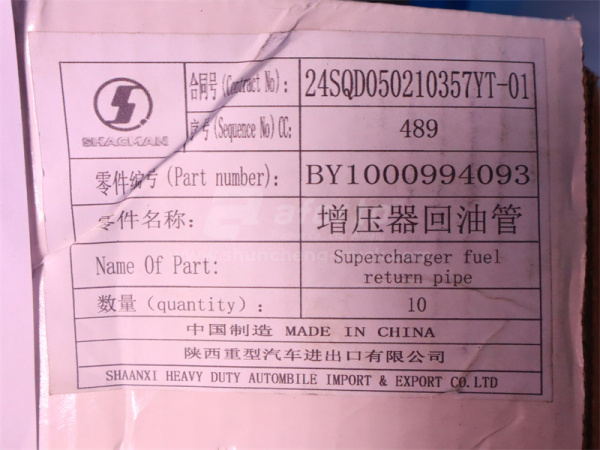 合同号(Contract No): 24SQD050210357YT-01
SHACMAN
序号(Sequence No)CC: 489
零件编号(Part number): BY1000994093
零件名称: 增压器回油管
Name Of Part: Supercharger fuel
return pipe
数量(quantity): 10
中国制造 MADE IN CHINA
陕西重型汽车进出口有限公司
SHAANXI HEAVY DUTY AUTOMBILE IMPORT & EXPORT CO.LTD